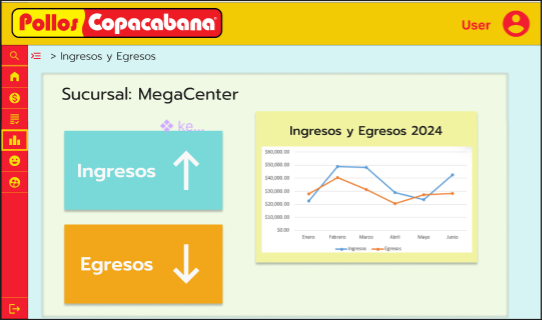 Pollos Copacabana
User
> Ingresos y Egresos
Sucursal: MegaCenter
ke...
Ingresos
Egresos
Ingresos y Egresos 2024
$60,000.00
$50,000.00
$40,000.00
$30,000.00
$20,000.00
$10,000.00
$0.00
Enero Febrero Marzo Abril Mayo Junio
Ingresos Egresos